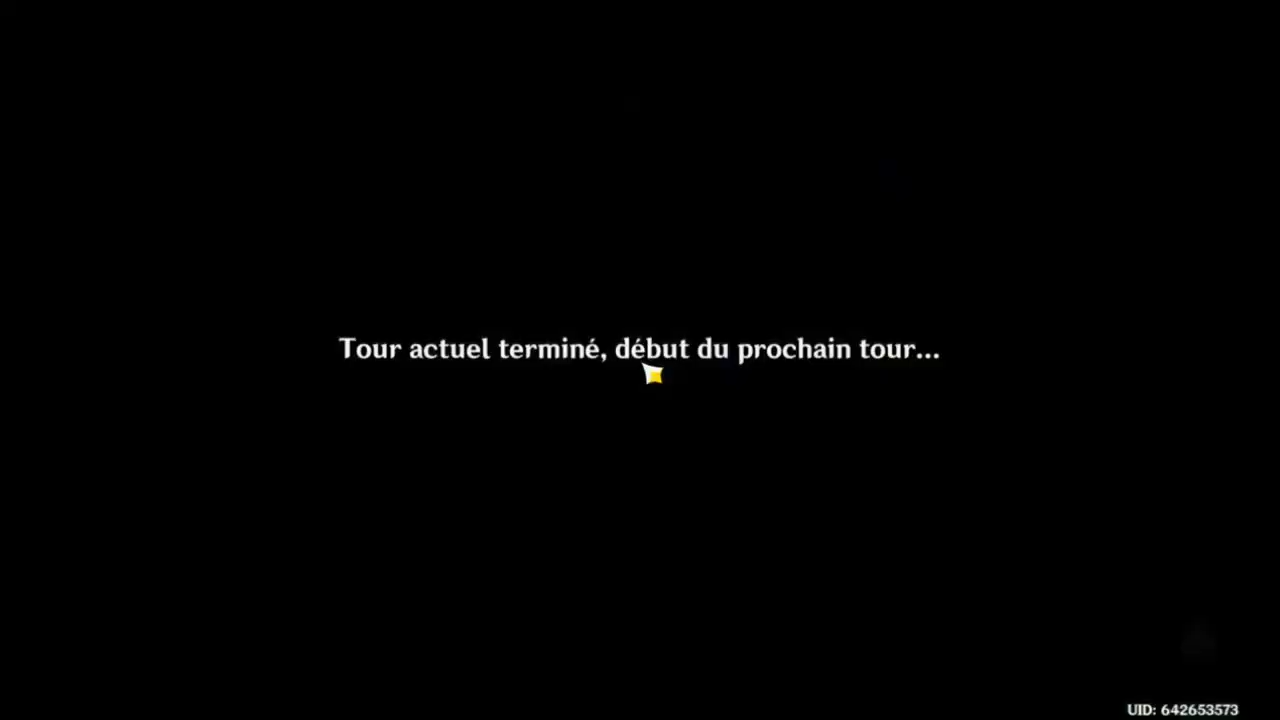 Tour actuel terminé, début du prochain tour...
UID: 642653573